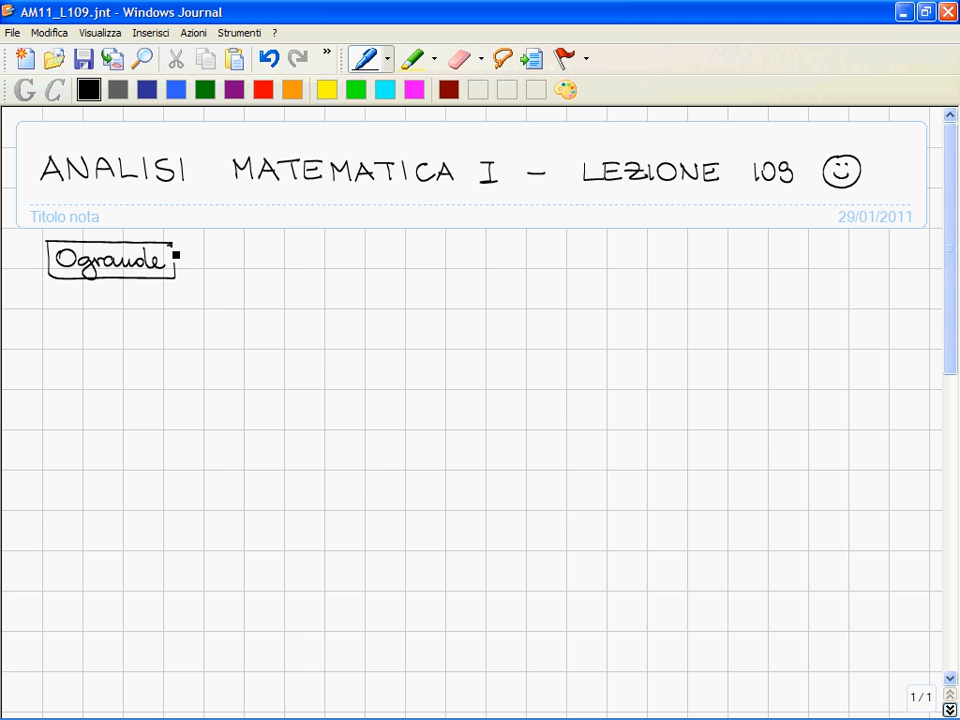 AM11_L109.jnt - Windows Journal
File Modifica Visualizza Inserisci Azioni Strumenti ?
»
G C
ANALISI MATEMATICA I - LEZIONE 109
Titolo nota 29/01/2011
O grande
1 / 1